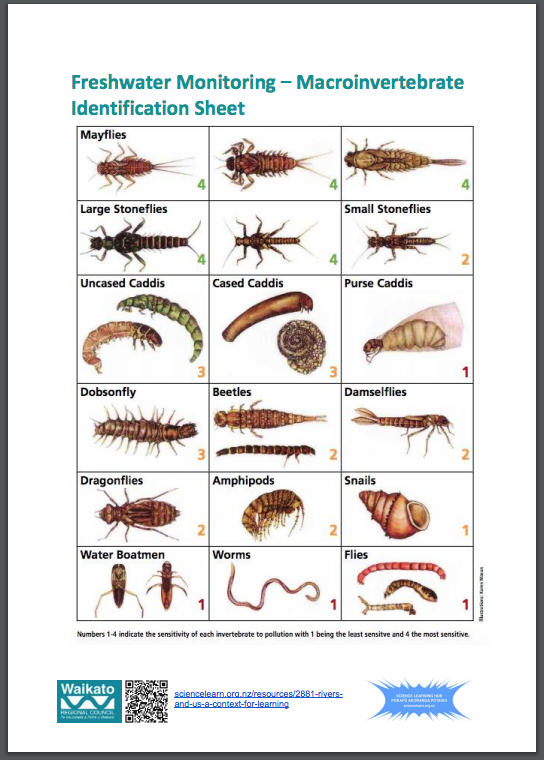 Freshwater Monitoring – Macroinvertebrate
Identification Sheet
Mayflies
4
4
4
Large Stoneflies
4
4
Small Stoneflies
2
Uncased Caddis
3
Cased Caddis
3
Purse Caddis
1
Dobsonfly
3
Beetles
2
Damselflies
2
Dragonflies
2
Amphipods
2
Snails
1
Water Boatmen
1
Worms
1
Flies
1
Illustrations: Karen Mason
Numbers 1-4 indicate the sensitivity of each invertebrate to pollution with 1 being the least sensitve and 4 the most sensitive.
Waikato
REGIONAL COUNCIL
sciencelearn.org.nz/resources/2881-rivers-
and-us-a-context-for-learning
SCIENCE LEARNING HUB
POKAPŪ AKORANGA PŪTAIAO
sciencelearn.org.nz